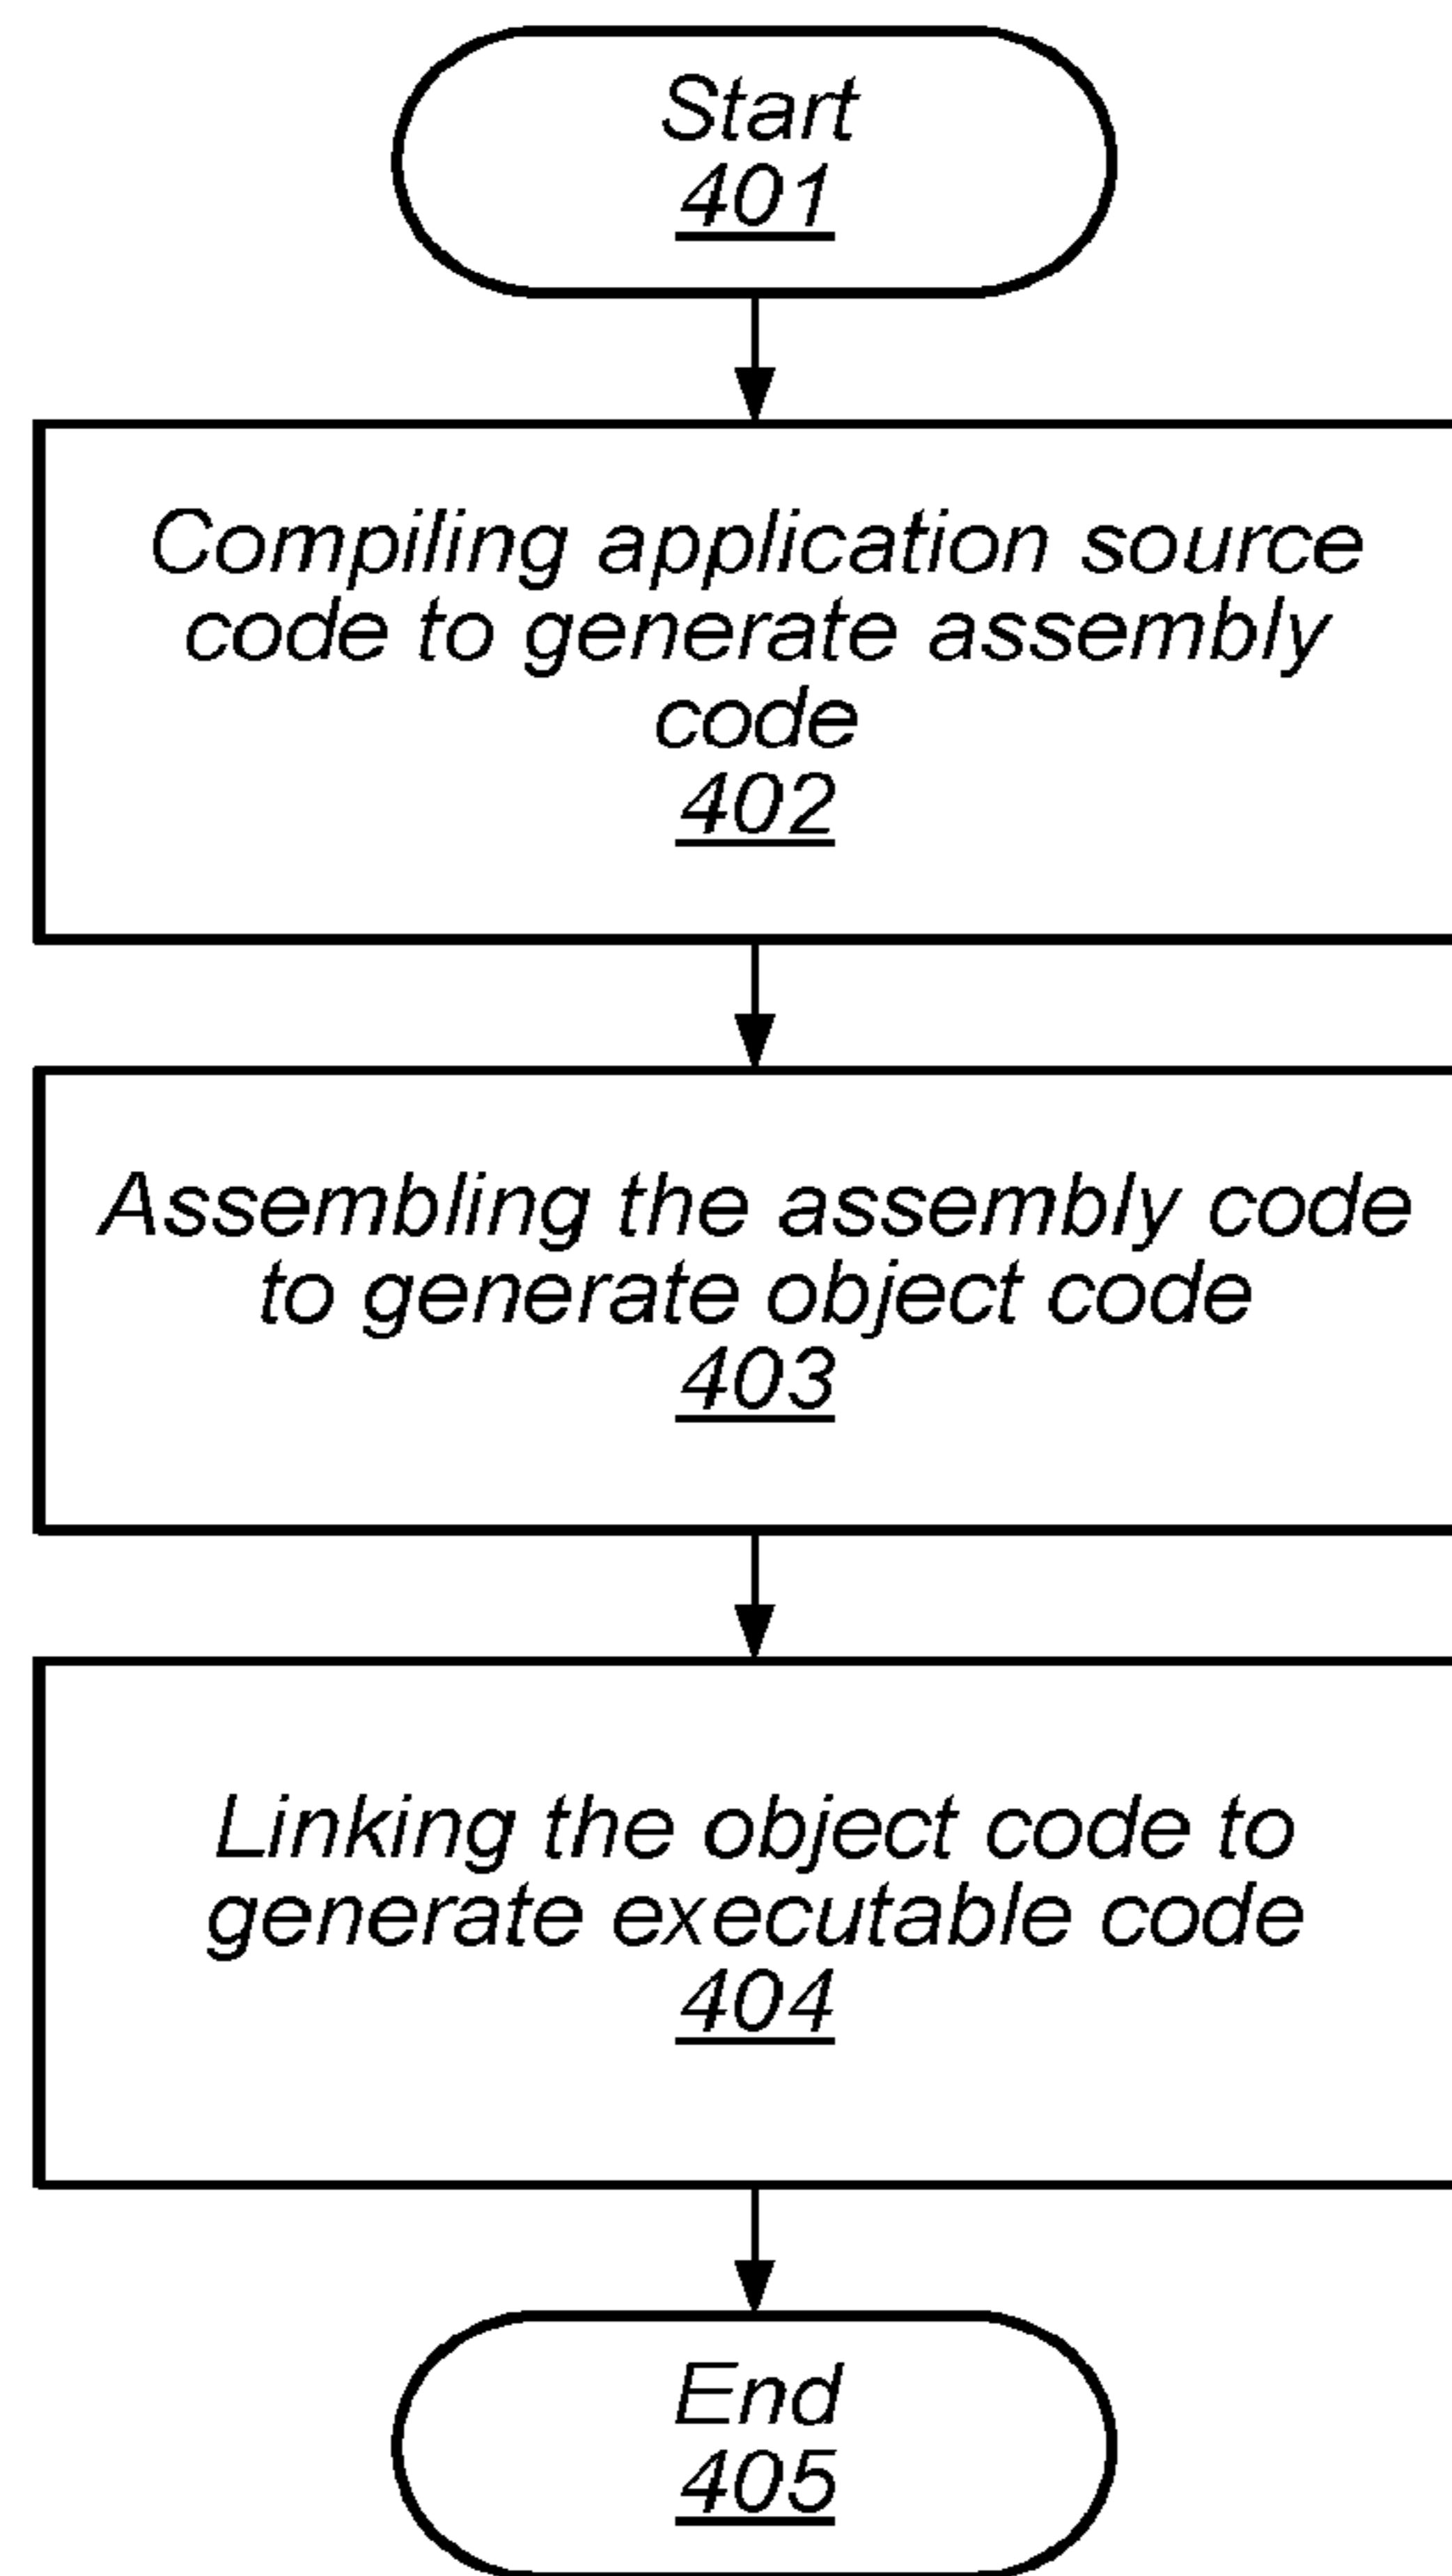 Start
401
Compiling application source
code to generate assembly
code
402
Assembling the assembly code
to generate object code
403
Linking the object code to
generate executable code
404
End
405